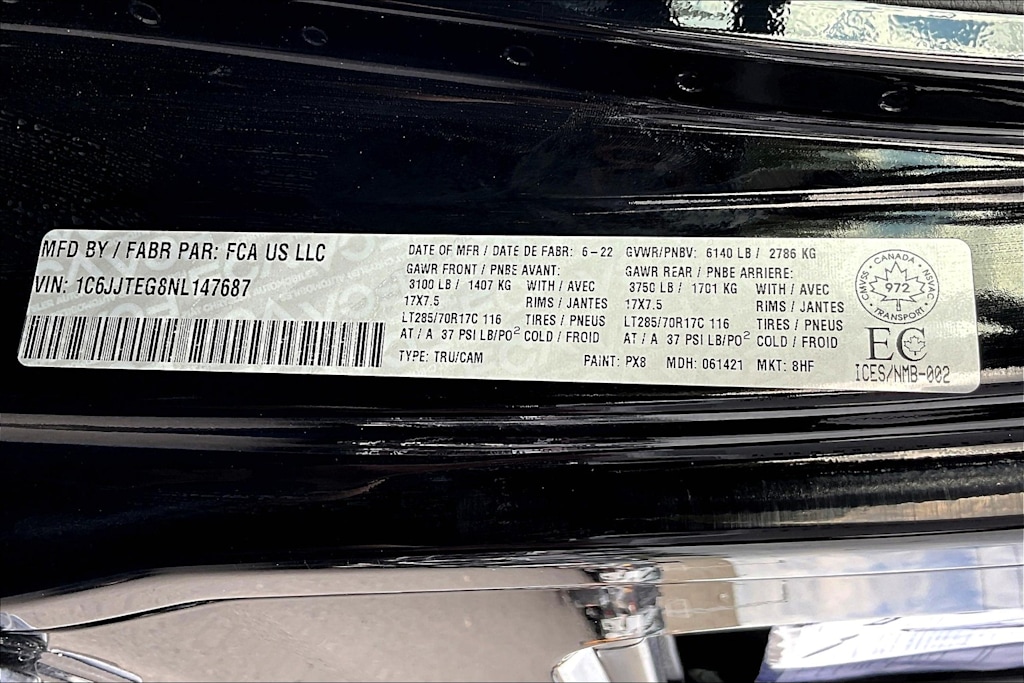 MFD BY / FABR PAR: FCA US LLC
VIN: 1C6JJTEG8NL147687
DATE OF MFR / DATE DE FABR: 6-22
GAWR FRONT / PNBE AVANT:
3100 LB / 1407 KG WITH / AVEC
17X7.5 RIMS / JANTES
LT285/70R17C 116 TIRES / PNEUS
AT / A 37 PSI LB/PO² COLD / FROID
TYPE: TRU/CAM
GVWR/PNBV: 6140 LB / 2786 KG
GAWR REAR / PNBE ARRIERE:
3750 LB / 1701 KG WITH / AVEC
17X7.5 RIMS / JANTES
LT285/70R17C 116 TIRES / PNEUS
AT / A 37 PSI LB/PO² COLD / FROID
PAINT: PX8 MDH: 061421 MKT: 8HF
CANADA
CMVSS 972 NSVAC
TRANSPORT
EC
ICES/NMB-002